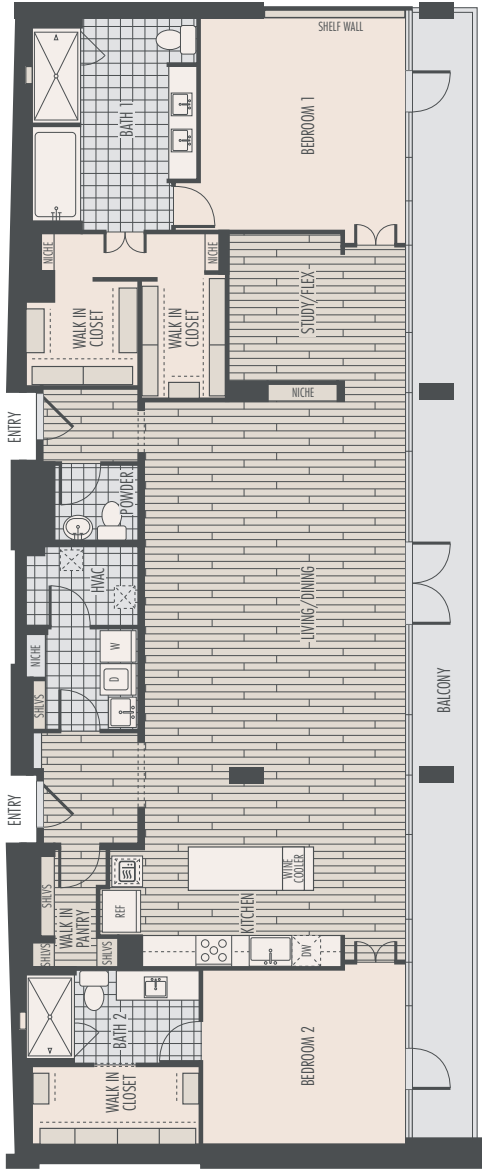 SHELF WALL
BATH 1
BEDROOM 1
NICHE
NICHE
WALK IN
CLOSET
WALK IN
CLOSET
STUDY/FLEX
NICHE
ENTRY
POWDER
HVAC
LIVING/DINING
NICHE
W
D
SHLVS
BALCONY
ENTRY
SHLVS
WALK IN
PANTRY
SHLVS
SHLVS
REF
WINE
COOLER
KITCHEN
DW
BATH 2
WALK IN
CLOSET
BEDROOM 2